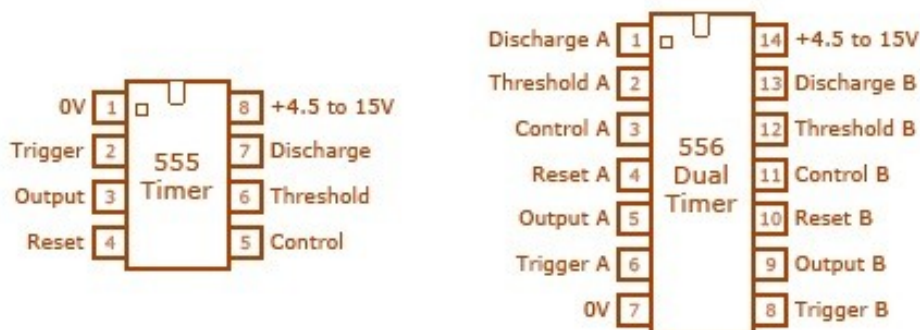 0V 1 8 +4.5 to 15V
Trigger 2 7 Discharge
555
Timer
Output 3 6 Threshold
Reset 4 5 Control
Discharge A 1 14 +4.5 to 15V
Threshold A 2 13 Discharge B
Control A 3 12 Threshold B
556
Dual
Timer
Reset A 4 11 Control B
Output A 5 10 Reset B
Trigger A 6 9 Output B
0V 7 8 Trigger B